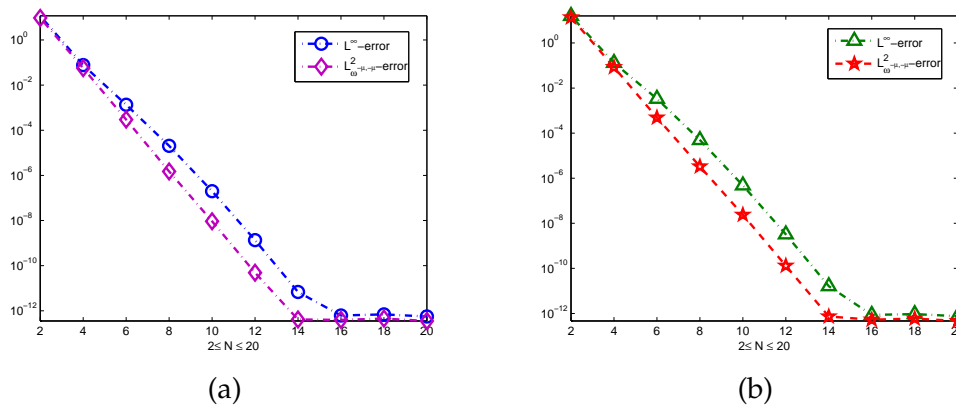 10^0
10^−2
10^−4
10^−6
10^−8
10^−10
10^−12
2 4 6 8 10 12 14 16 18 20
2≤ N ≤ 20
L^∞−error
L^2_ω^−μ,−μ−error
(a)
10^0
10^−2
10^−4
10^−6
10^−8
10^−10
10^−12
2 4 6 8 10 12 14 16 18
2≤ N ≤ 20
L^∞−error
L^2_ω^−μ,−μ−error
(b)